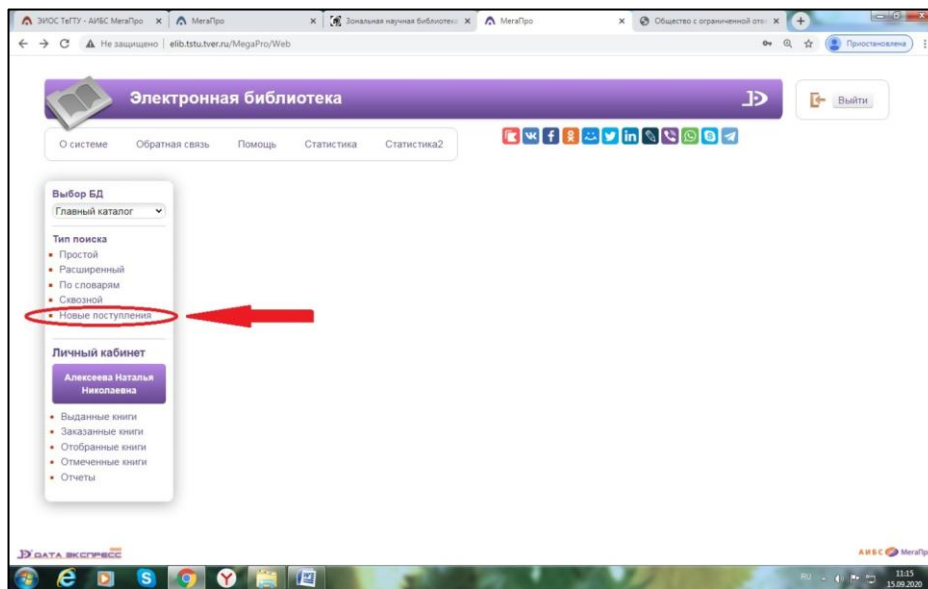 ЭИОС ТвГТУ - АИБС МегаПро
МегаПро
Зональная научная библиотека
МегаПро
Общество с ограниченной отв
Не защищено | elib.tstu.tver.ru/MegaPro/Web
Приостановлена
Электронная библиотека
Выйти
О системе Обратная связь Помощь Статистика Статистика2
Выбор БД
Главный каталог
Тип поиска
Простой
Расширенный
По словарям
Сквозной
Новые поступления
Личный кабинет
Алексеева Наталья
Николаевна
Выданные книги
Заказанные книги
Отобранные книги
Отмеченные книги
Отчеты
ДАТА ЭКСПРЕСС
АИБС МегаПр
RU
11:15
15.09.2020